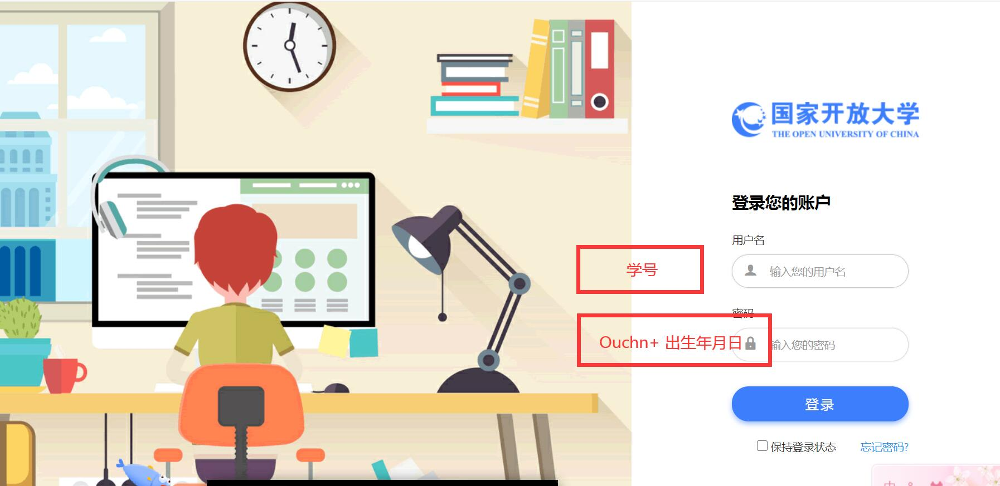 国家开放大学
THE OPEN UNIVERSITY OF CHINA
登录您的账户
用户名
学号
输入您的用户名
密码
Ouchn+ 出生年月日
输入您的密码
登录
保持登录状态
忘记密码?